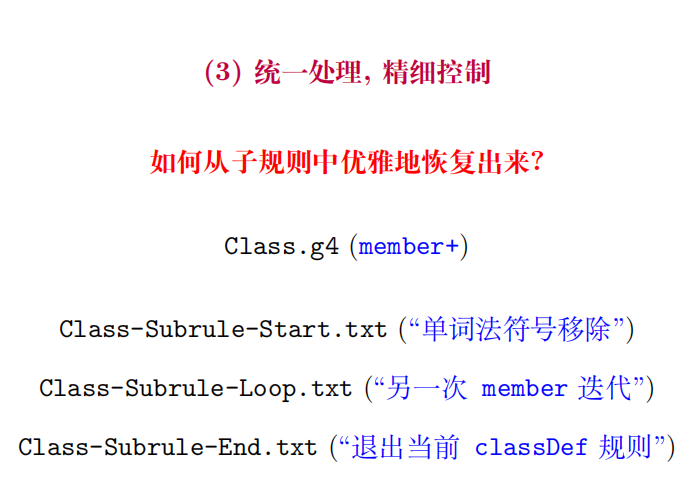 (3) 统一处理, 精细控制
如何从子规则中优雅地恢复出来?
Class.g4 (member+)
Class-Subrule-Start.txt (“单词法符号移除”)
Class-Subrule-Loop.txt (“另一次 member 迭代”)
Class-Subrule-End.txt (“退出当前 classDef 规则”)